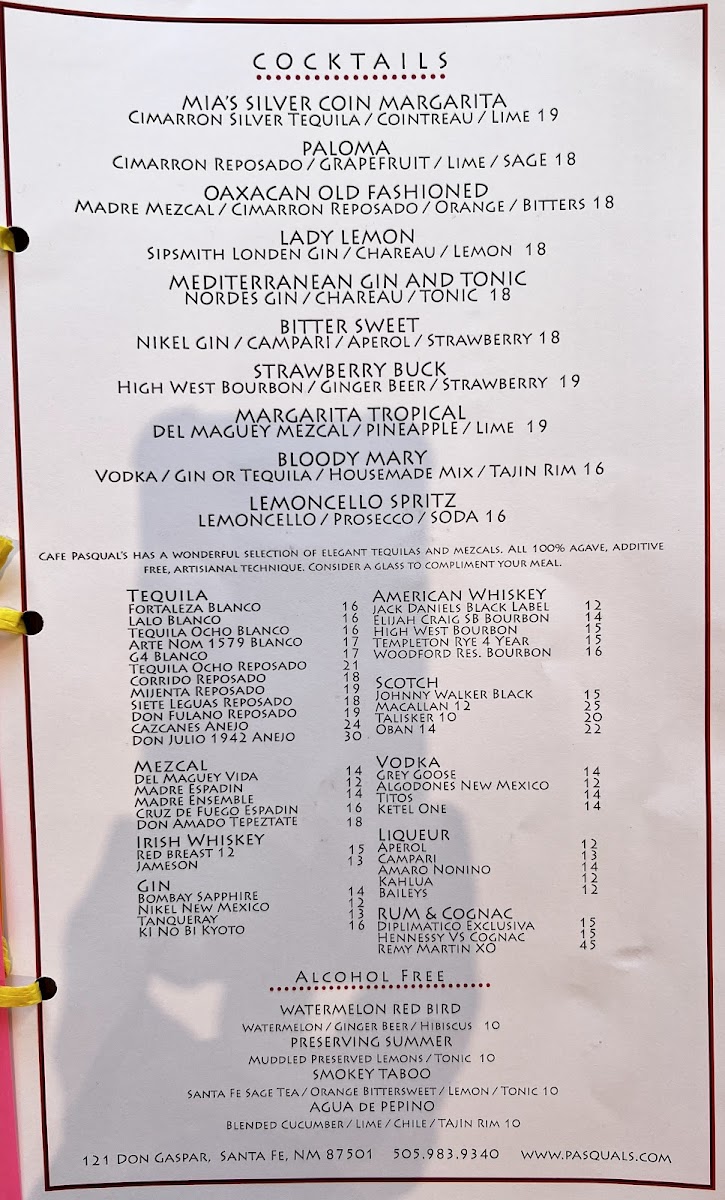 COCKTAILS
MIA'S SILVER COIN MARGARITA
CIMARRON SILVER TEQUILA / COINTREAU / LIME 19
PALOMA
CIMARRON REPOSADO / GRAPEFRUIT / LIME / SAGE 18
OAXACAN OLD FASHIONED
MADRE MEZCAL / CIMARRON REPOSADO / ORANGE / BITTERS 18
LADY LEMON
SIPSMITH LONDEN GIN / CHAREAU / LEMON 18
MEDITERRANEAN GIN AND TONIC
NORDES GIN / CHAREAU / TONIC 18
BITTER SWEET
NIKEL GIN / CAMPARI / APEROL / STRAWBERRY 18
STRAWBERRY BUCK
HIGH WEST BOURBON / GINGER BEER / STRAWBERRY 19
MARGARITA TROPICAL
DEL MAGUEY MEZCAL / PINEAPPLE / LIME 19
BLOODY MARY
VODKA / GIN OR TEQUILA / HOUSEMADE MIX / TAJIN RIM 16
LEMONCELLO SPRITZ
LEMONCELLO / PROSECCO / SODA 16
CAFE PASQUAL'S HAS A WONDERFUL SELECTION OF ELEGANT TEQUILAS AND MEZCALS. ALL 100% AGAVE, ADDITIVE
FREE, ARTISIANAL TECHNIQUE. CONSIDER A GLASS TO COMPLIMENT YOUR MEAL.
TEQUILA
FORTALEZA BLANCO 16
LALO BLANCO 16
TEQUILA OCHO BLANCO 16
ARTE NOM 1579 BLANCO 17
G4 BLANCO 17
TEQUILA OCHO REPOSADO 21
CORRIDO REPOSADO 18
MIJENTA REPOSADO 19
SIETE LEGUAS REPOSADO 18
DON FULANO REPOSADO 19
CAZCANES ANEJO 24
DON JULIO 1942 ANEJO 30
MEZCAL
DEL MAGUEY VIDA 14
MADRE ESPADIN 12
MADRE ENSEMBLE 14
CRUZ DE FUEGO ESPADIN 16
DON AMADO TEPEZTATE 18
IRISH WHISKEY
RED BREAST 12 15
JAMESON 13
GIN
BOMBAY SAPPHIRE 14
NIKEL NEW MEXICO 12
TANQUERAY 13
KI NO BI KYOTO 16
AMERICAN WHISKEY
JACK DANIELS BLACK LABEL 12
ELIJAH CRAIG SB BOURBON 14
HIGH WEST BOURBON 15
TEMPLETON RYE 4 YEAR 15
WOODFORD RES. BOURBON 16
SCOTCH
JOHNNY WALKER BLACK 15
MACALLAN 12 25
TALISKER 10 20
OBAN 14 22
VODKA
GREY GOOSE 14
ALGODONES NEW MEXICO 12
TITOS 14
KETEL ONE 14
LIQUEUR
APEROL 12
CAMPARI 13
AMARO NONINO 14
KAHLUA 12
BAILEYS 12
RUM & COGNAC
DIPLIMATICO EXCLUSIVA 15
HENNESSY VS COGNAC 15
REMY MARTIN XO 45
ALCOHOL FREE
WATERMELON RED BIRD
WATERMELON / GINGER BEER / HIBISCUS 10
PRESERVING SUMMER
MUDDLED PRESERVED LEMONS / TONIC 10
SMOKEY TABOO
SANTA FE SAGE TEA / ORANGE BITTERSWEET / LEMON / TONIC 10
AGUA DE PEPINO
BLENDED CUCUMBER / LIME / CHILE / TAJIN RIM 10
121 DON GASPAR, SANTA FE, NM 87501 505.983.9340 WWW.PASQUALS.COM